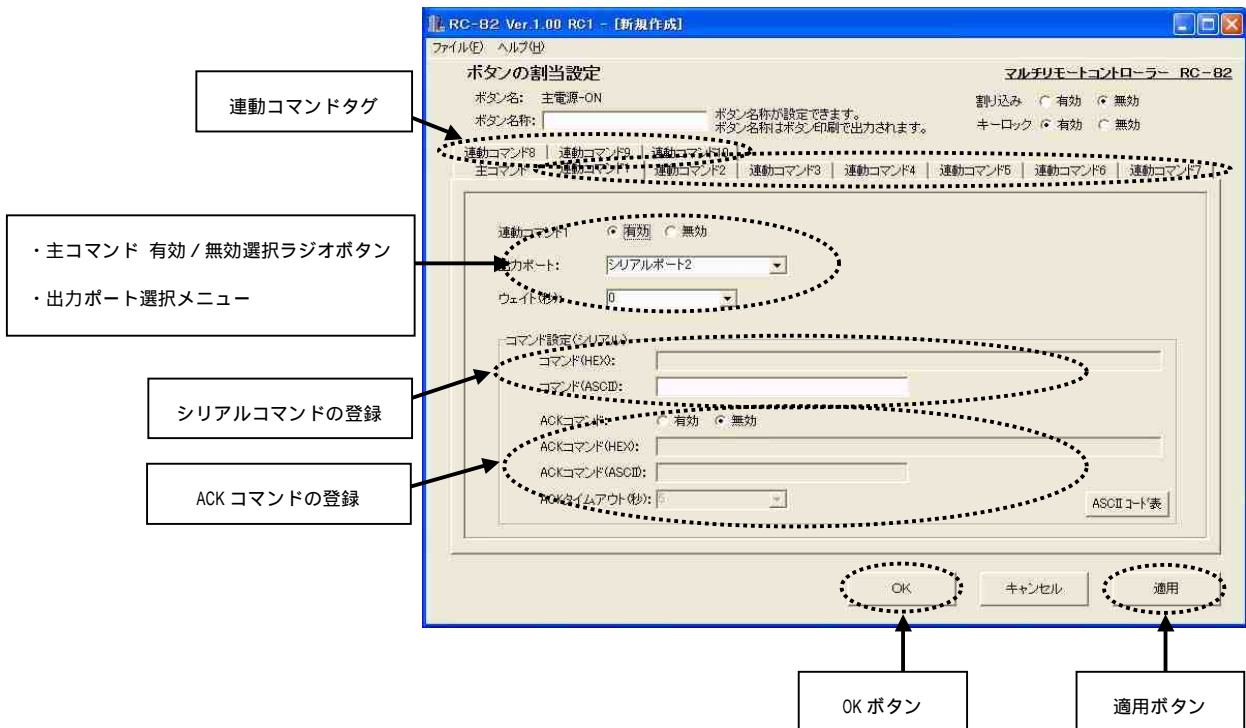 RC-82 Ver.1.00 RC1 - [新規作成]
ファイル(F) ヘルプ(H)
ボタンの割当設定
マルチリモートコントローラー RC-82
ボタン名: 主電源-ON
割り込み 有効 無効
ボタン名称:
ボタン名称が設定できます。
ボタン名称はボタン印刷で出力されます。
キーロック 有効 無効
連動コマンドタグ
連動コマンド8 連動コマンド9 連動コマンド10
主コマンド 連動コマンド1 連動コマンド2 連動コマンド3 連動コマンド4 連動コマンド5 連動コマンド6 連動コマンド7
・主コマンド 有効/無効選択ラジオボタン
・出力ポート選択メニュー
連動コマンド1 有効 無効
出力ポート: シリアルポート2
ウェイト(秒): 0
コマンド設定(シリアル)
コマンド(HEX):
コマンド(ASCII):
シリアルコマンドの登録
ACKコマンド: 有効 無効
ACKコマンド(HEX):
ACKコマンド(ASCII):
ACKタイムアウト(秒): 5
ASCIIコード表
ACK コマンドの登録
OK キャンセル 適用
OK ボタン
適用ボタン